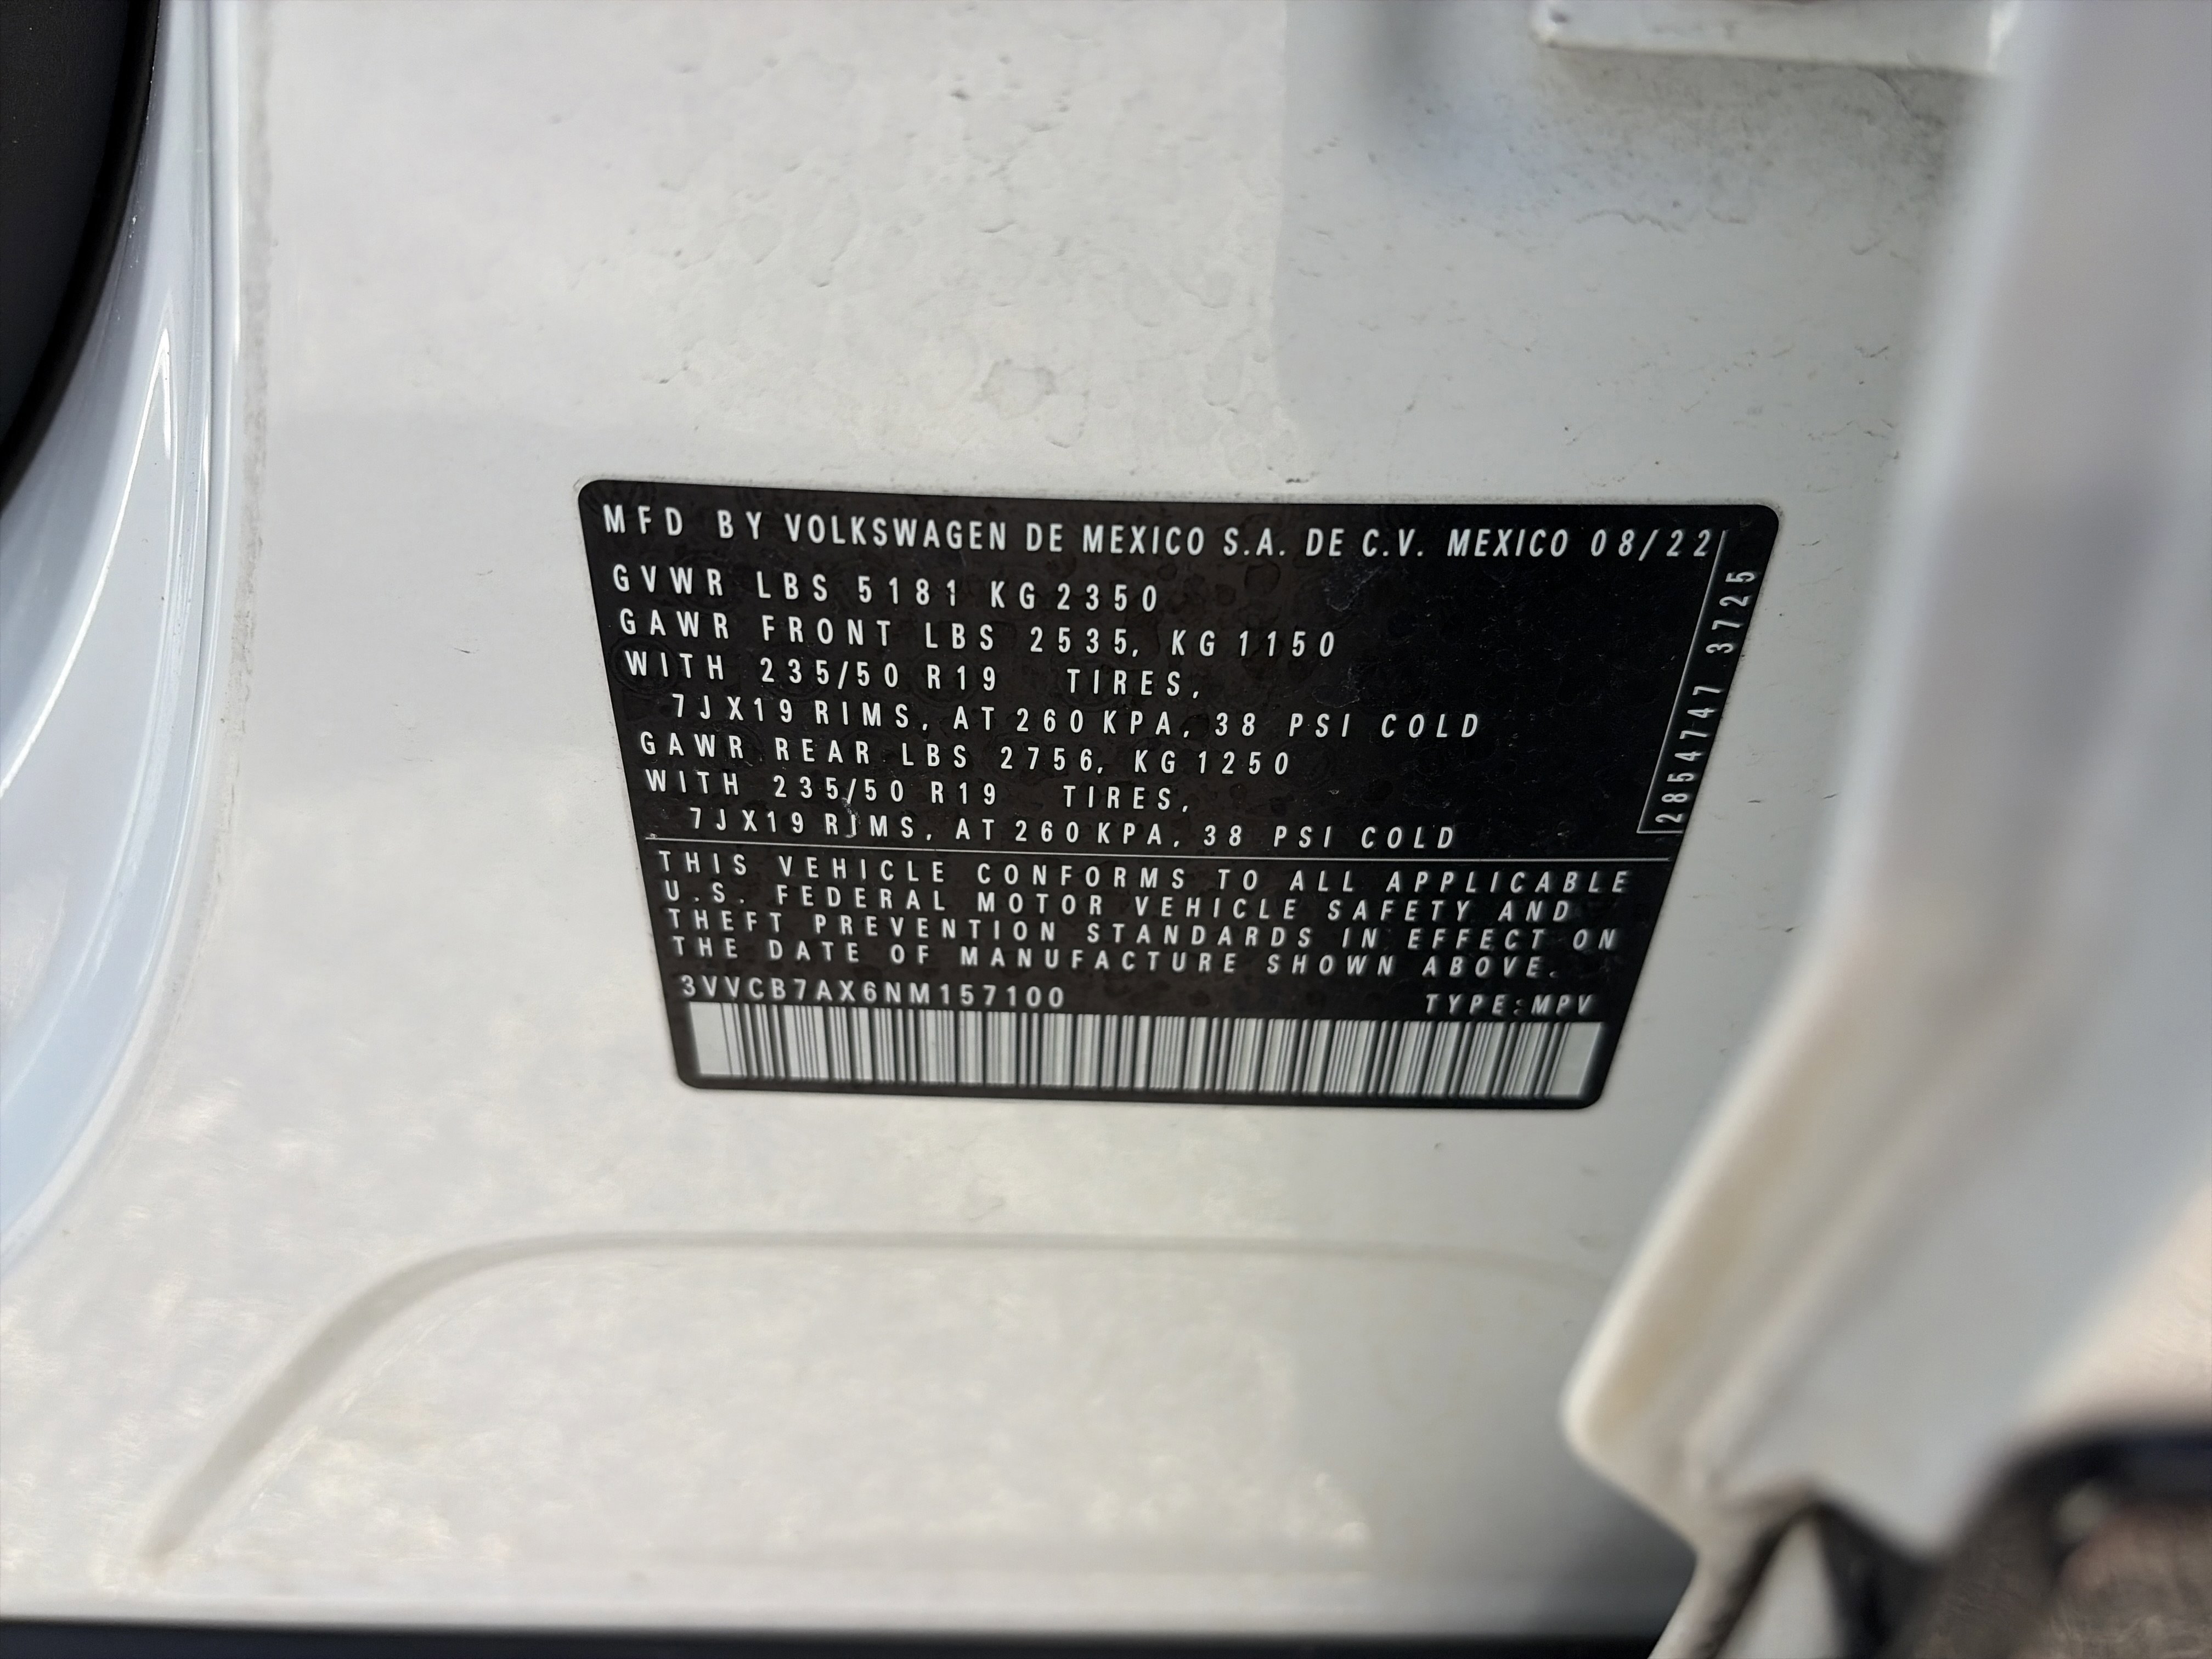 MFD BY VOLKSWAGEN DE MEXICO S.A. DE C.V. MEXICO 08/22
GVWR LBS 5181 KG 2350
GAWR FRONT LBS 2535, KG 1150
WITH 235/50 R19 TIRES,
7JX19 RIMS, AT 260 KPA, 38 PSI COLD
GAWR REAR LBS 2756, KG 1250
WITH 235/50 R19 TIRES,
7JX19 RIMS, AT 260 KPA, 38 PSI COLD
2854747 3725
THIS VEHICLE CONFORMS TO ALL APPLICABLE
U.S. FEDERAL MOTOR VEHICLE SAFETY AND
THEFT PREVENTION STANDARDS IN EFFECT ON
THE DATE OF MANUFACTURE SHOWN ABOVE.
3VVCB7AX6NM157100 TYPE:MPV